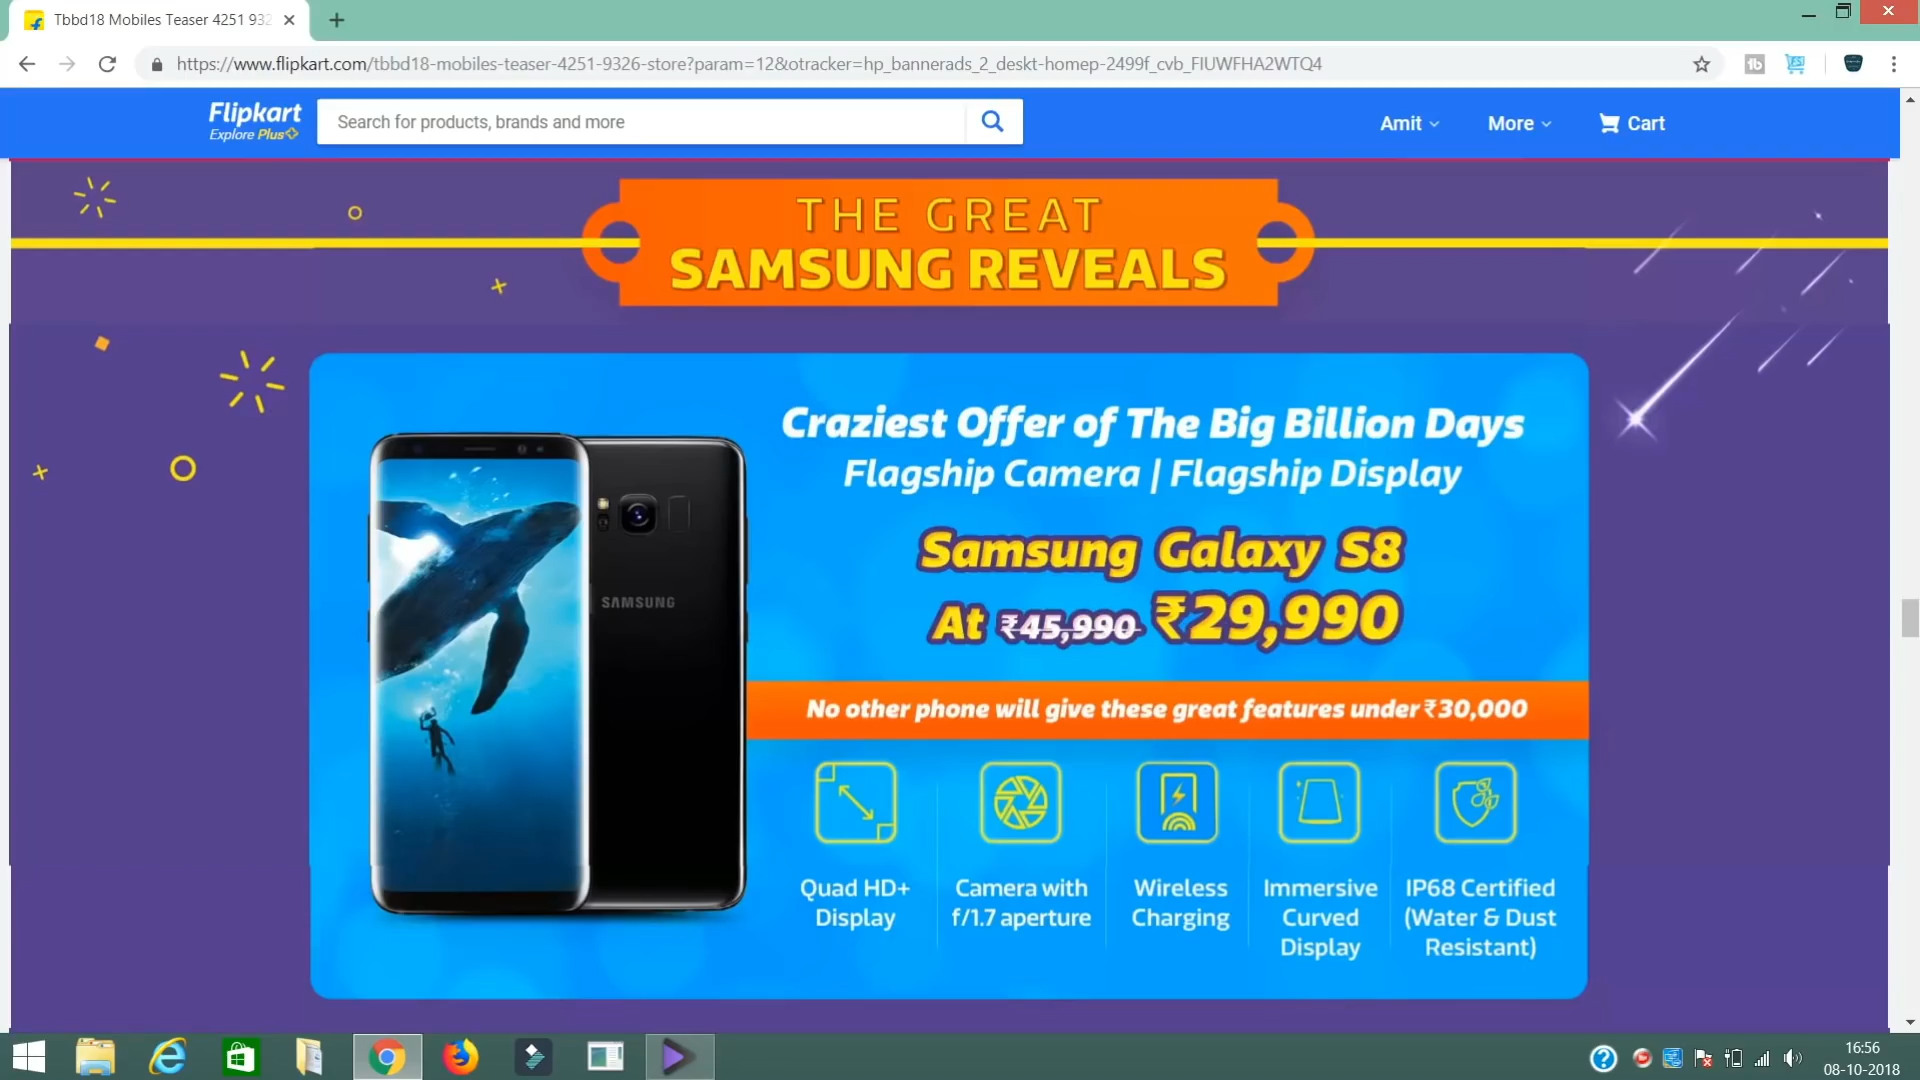 Tbbd18 Mobiles Teaser 4251 932
https://www.flipkart.com/tbbd18-mobiles-teaser-4251-9326-store?param=12&otracker=hp_bannerads_2_deskt-homep-2499f_cvb_FIUWFHA2WTQ4
Flipkart
Explore Plus
Search for products, brands and more
Amit
More
Cart
THE GREAT
SAMSUNG REVEALS
Craziest Offer of The Big Billion Days
Flagship Camera | Flagship Display
Samsung Galaxy S8
At ₹45,990 ₹29,990
SAMSUNG
No other phone will give these great features under ₹30,000
Quad HD+
Display
Camera with
f/1.7 aperture
Wireless
Charging
Immersive
Curved
Display
IP68 Certified
(Water & Dust
Resistant)
16:56
08-10-2018